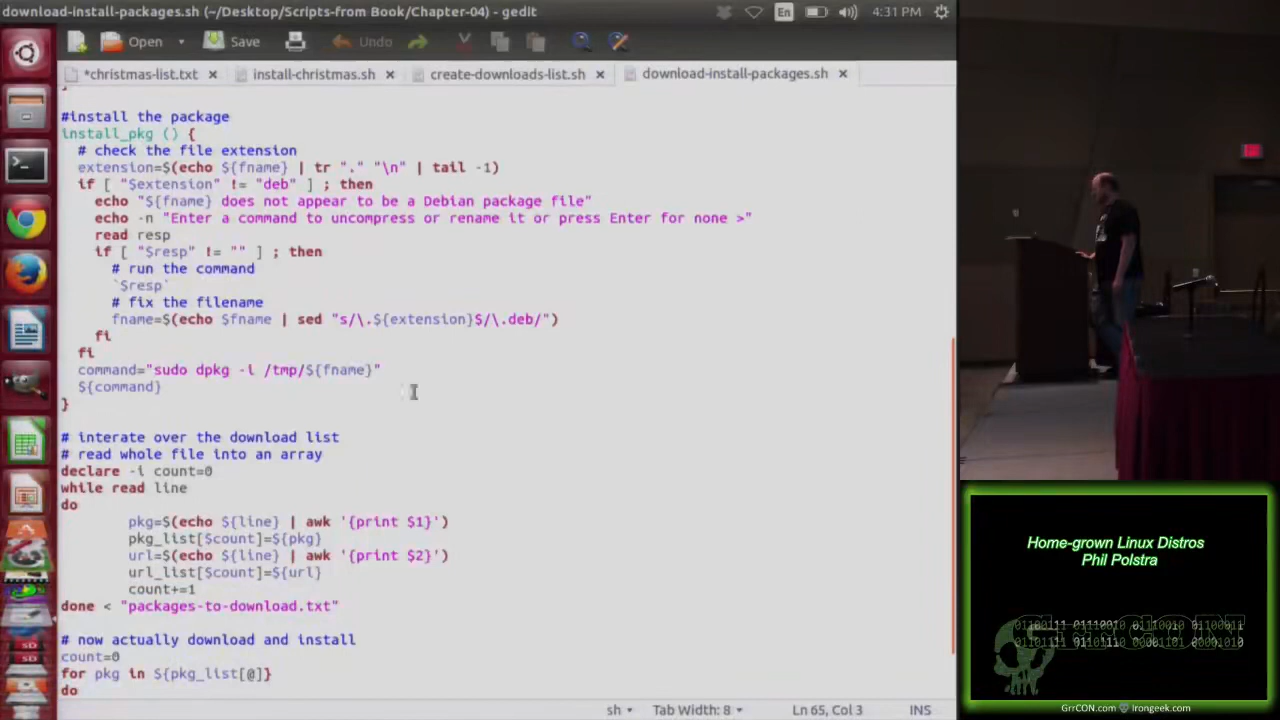 download-install-packages.sh (~/Desktop/Scripts-from Book/Chapter-04) - gedit
En
4:31 PM
Open
Save
Undo
*christmas-list.txt
install-christmas.sh
create-downloads-list.sh
download-install-packages.sh
#install the package
install_pkg () {
# check the file extension
extension=$(echo ${fname} | tr "." "\n" | tail -1)
if [ "$extension" != "deb" ] ; then
echo "${fname} does not appear to be a Debian package file"
echo -n "Enter a command to uncompress or rename it or press Enter for none >"
read resp
if [ "$resp" != "" ] ; then
# run the command
`$resp`
# fix the filename
fname=$(echo $fname | sed "s/\.${extension}$/\.deb/")
fi
fi
command="sudo dpkg -i /tmp/${fname}"
${command}
}
# interate over the download list
# read whole file into an array
declare -i count=0
while read line
do
pkg=$(echo ${line} | awk '{print $1}')
pkg_list[$count]=${pkg}
url=$(echo ${line} | awk '{print $2}')
url_list[$count]=${url}
count+=1
done < "packages-to-download.txt"
# now actually download and install
count=0
for pkg in ${pkg_list[@]}
do
sh
Tab Width: 8
Ln 65, Col 3
INS
Home-grown Linux Distros
Phil Polstra
GrrCON
GrrCON.com
Irongeek.com